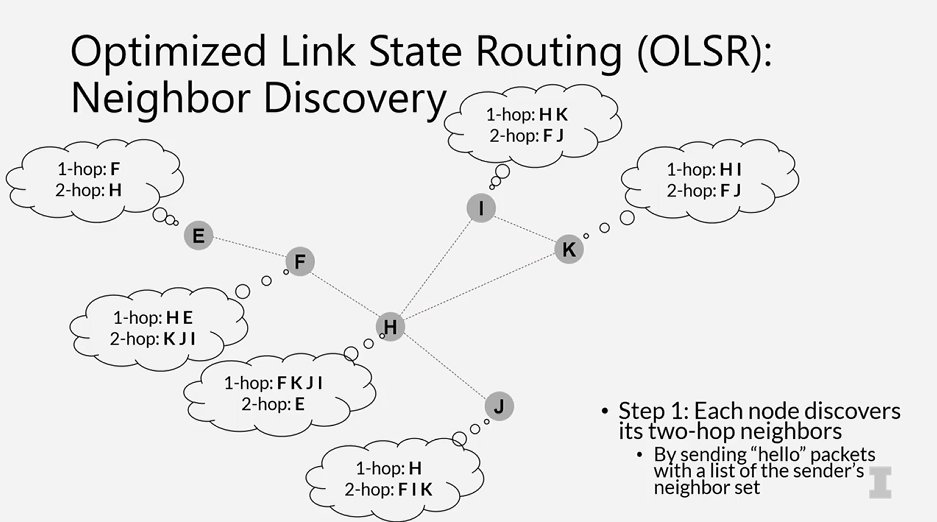 Optimized Link State Routing (OLSR):
Neighbor Discovery
1-hop: H K
2-hop: F J
1-hop: F
2-hop: H
1-hop: H I
2-hop: F J
I
E
K
F
1-hop: H E
2-hop: K J I
H
1-hop: F K J I
2-hop: E
J
1-hop: H
2-hop: F I K
• Step 1: Each node discovers
its two-hop neighbors
• By sending “hello” packets
with a list of the sender’s
neighbor set
I